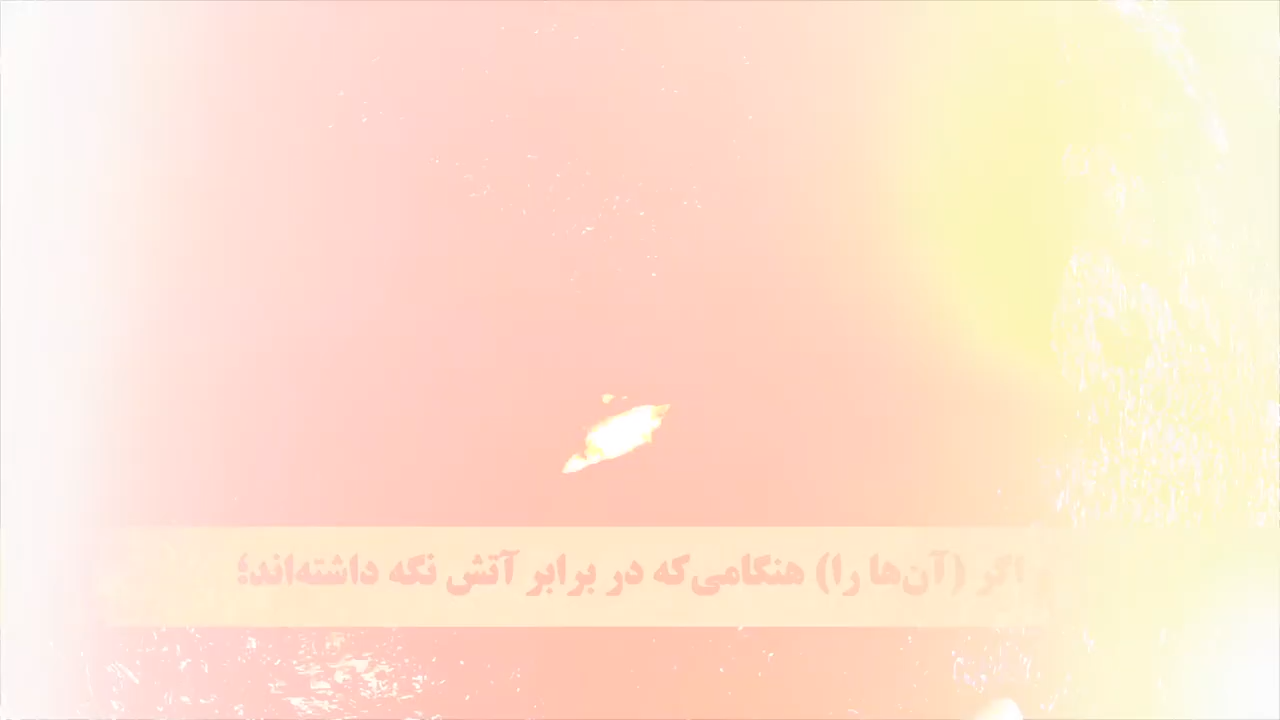 اگر (آن‌ها را) هنگامی‌که در برابر آتش نگه داشته‌اند؛